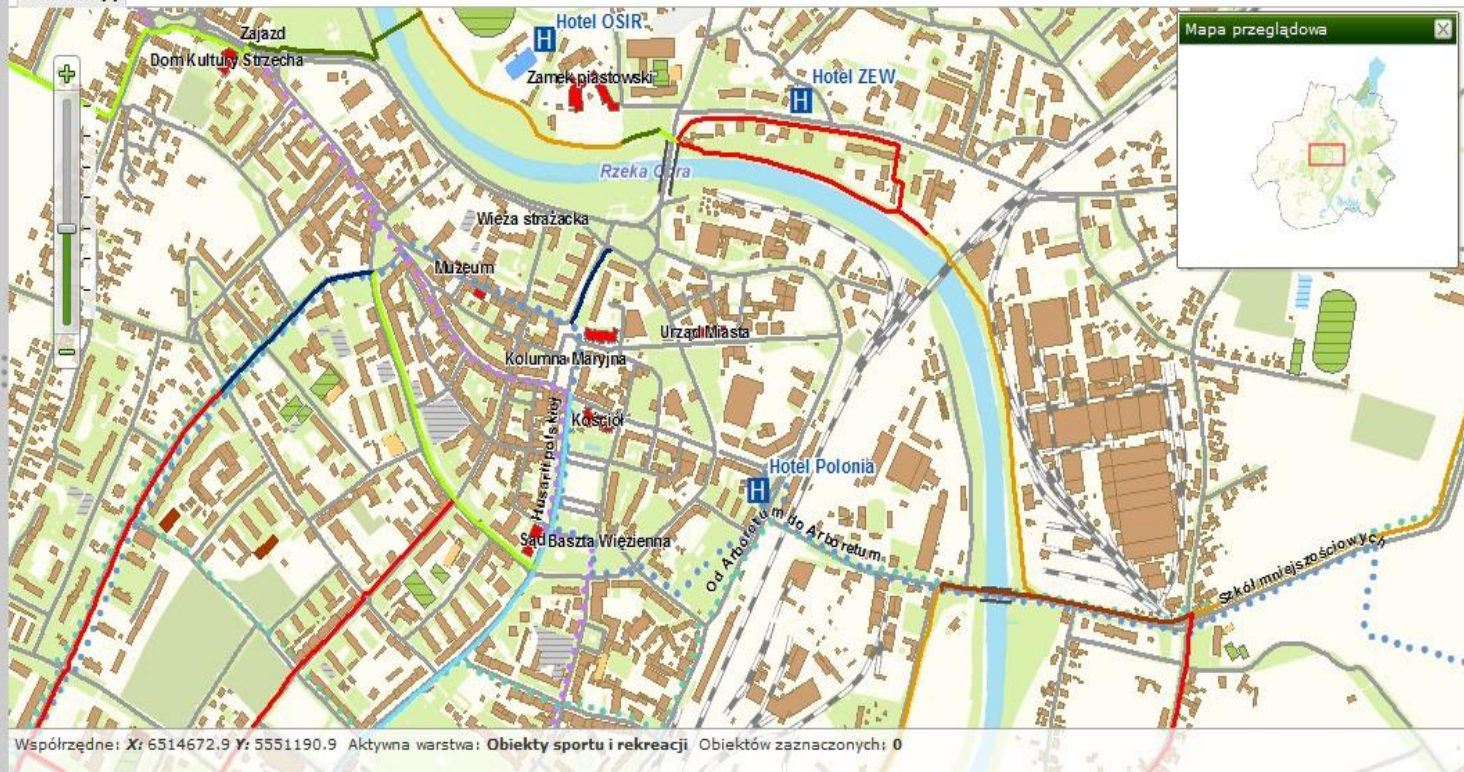 Hotel OSIR
Mapa przeglądowa
Zajazd
Dom Kultury Strzecha
Zamek piastowski
Hotel ZEW
Rzeka Odra
Wieża strażacka
Muzeum
Urząd Miasta
Kolumna Maryjna
Husarii polskiej
Kościół
Hotel Polonia
Sąd
Baszta Więzienna
Od Arboretum do Arboretum
Szkół mniejszościowych
Współrzędne: X: 6514672.9 Y: 5551190.9 Aktywna warstwa: Obiekty sportu i rekreacji Obiektów zaznaczonych: 0